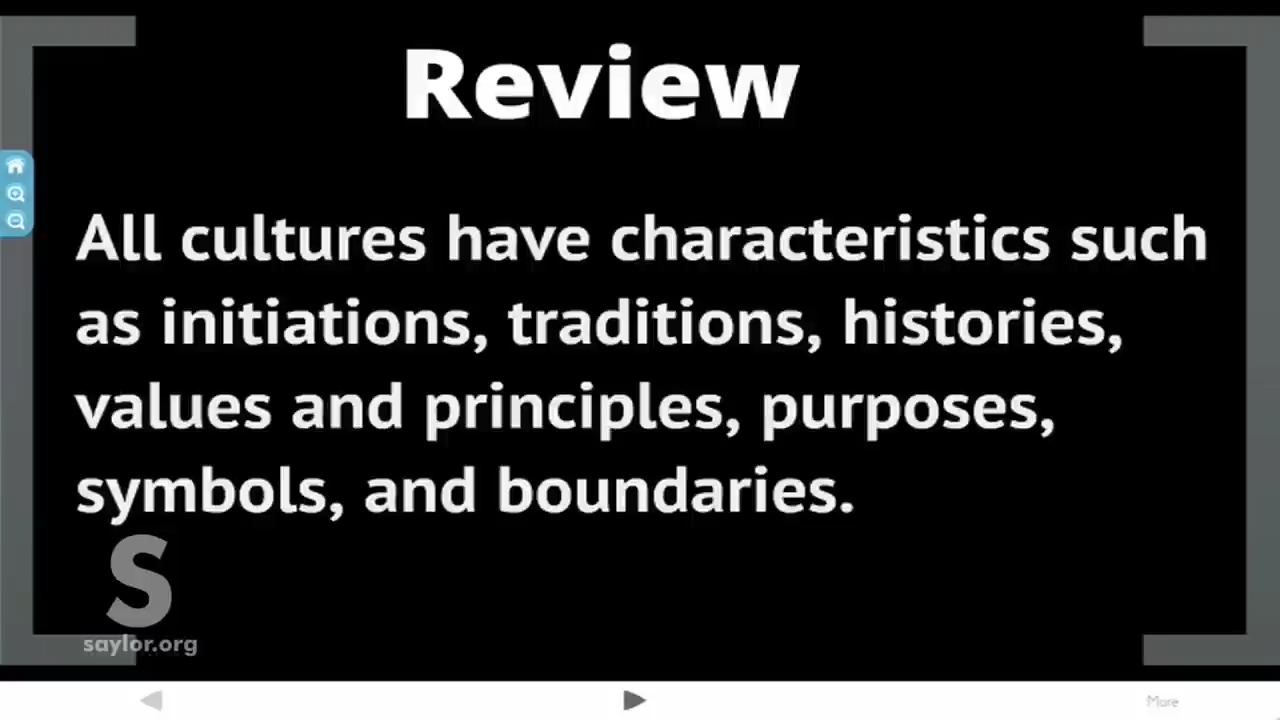 Review
All cultures have characteristics such
as initiations, traditions, histories,
values and principles, purposes,
symbols, and boundaries.
S
saylor.org
More